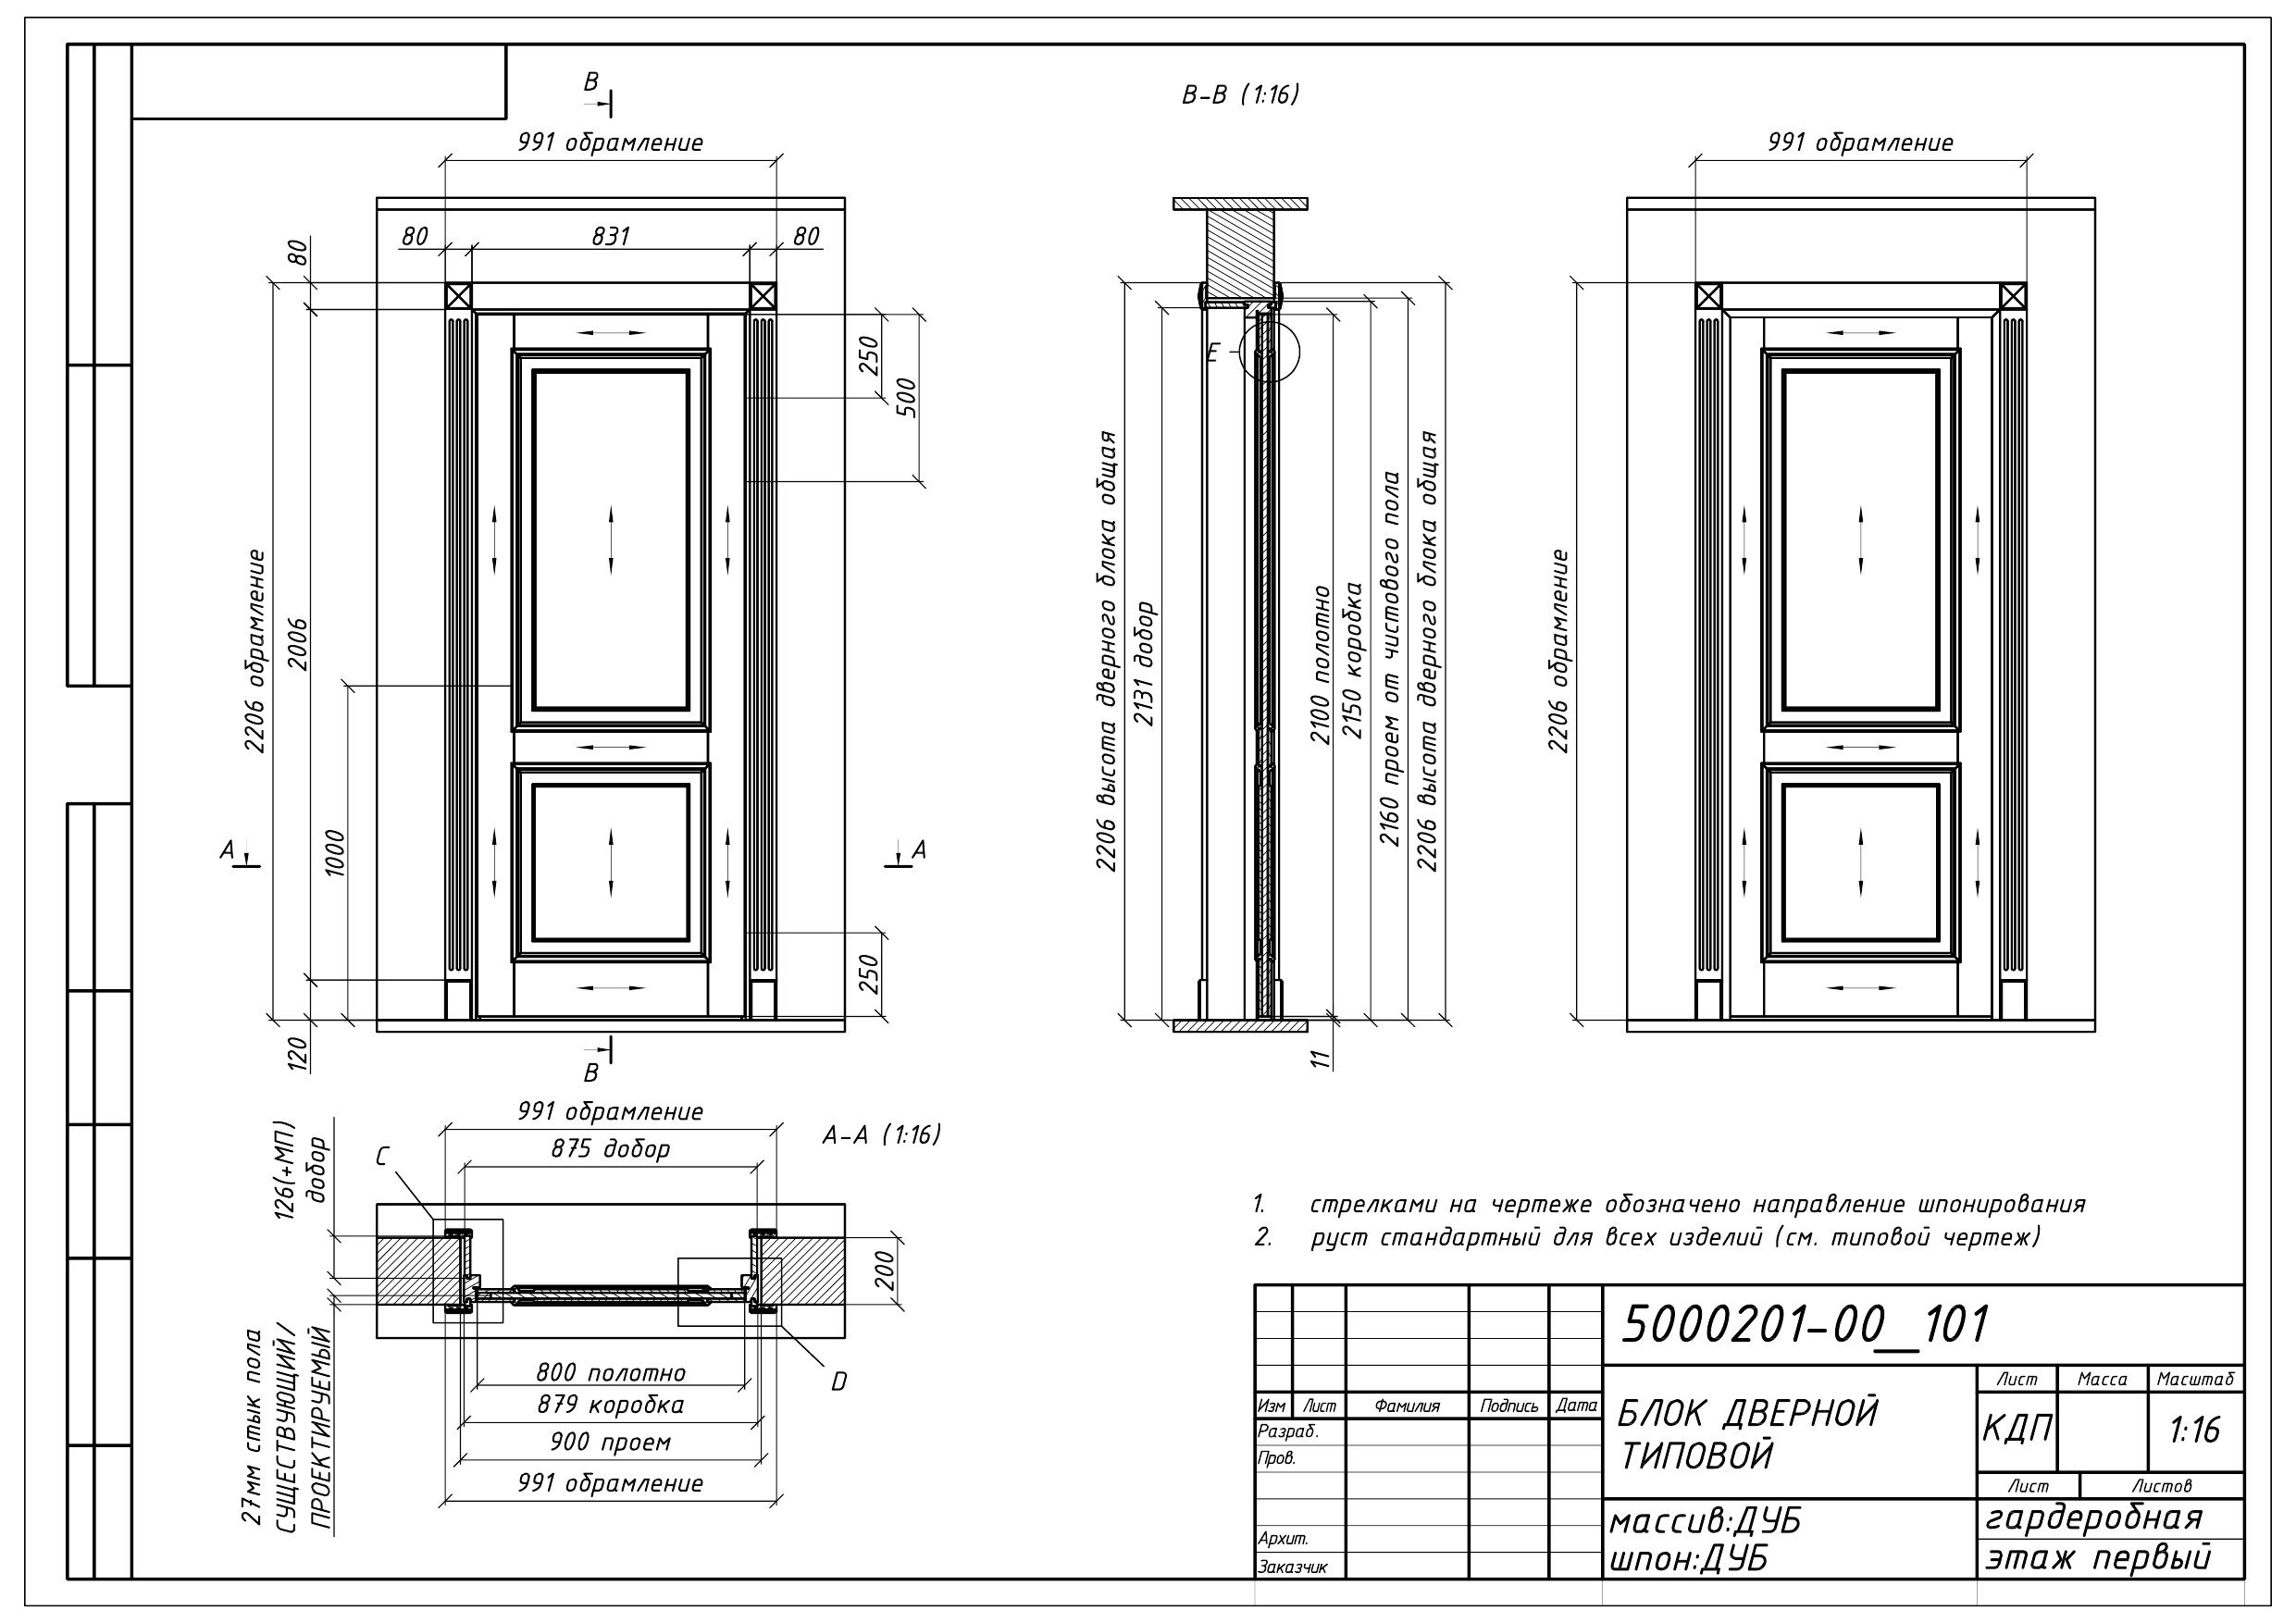 B
991 обрамление
80
831
80
80
250
500
2206 обрамление
2006
1000
A
A
250
120
B
B-B (1:16)
E
2206 высота дверного блока общая
2131 добор
2100 полотно
2150 коробка
2160 проем от чистового пола
2206 высота дверного блока общая
11
991 обрамление
2206 обрамление
A-A (1:16)
991 обрамление
875 добор
126(+МП)
добор
C
200
27мм стык пола
СУЩЕСТВУЮЩИЙ/
ПРОЕКТИРУЕМЫЙ
800 полотно
879 коробка
900 проем
991 обрамление
D
1. стрелками на чертеже обозначено направление шпонирования
2. руст стандартный для всех изделий (см. типовой чертеж)
5000201-00__101
Изм Лист Фамилия Подпись Дата
Разраб.
Пров.
Архит.
Заказчик
БЛОК ДВЕРНОЙ
ТИПОВОЙ
Лист Масса Масштаб
КДП 1:16
Лист Листов
массив:ДУБ
шпон:ДУБ
гардеробная
этаж первый